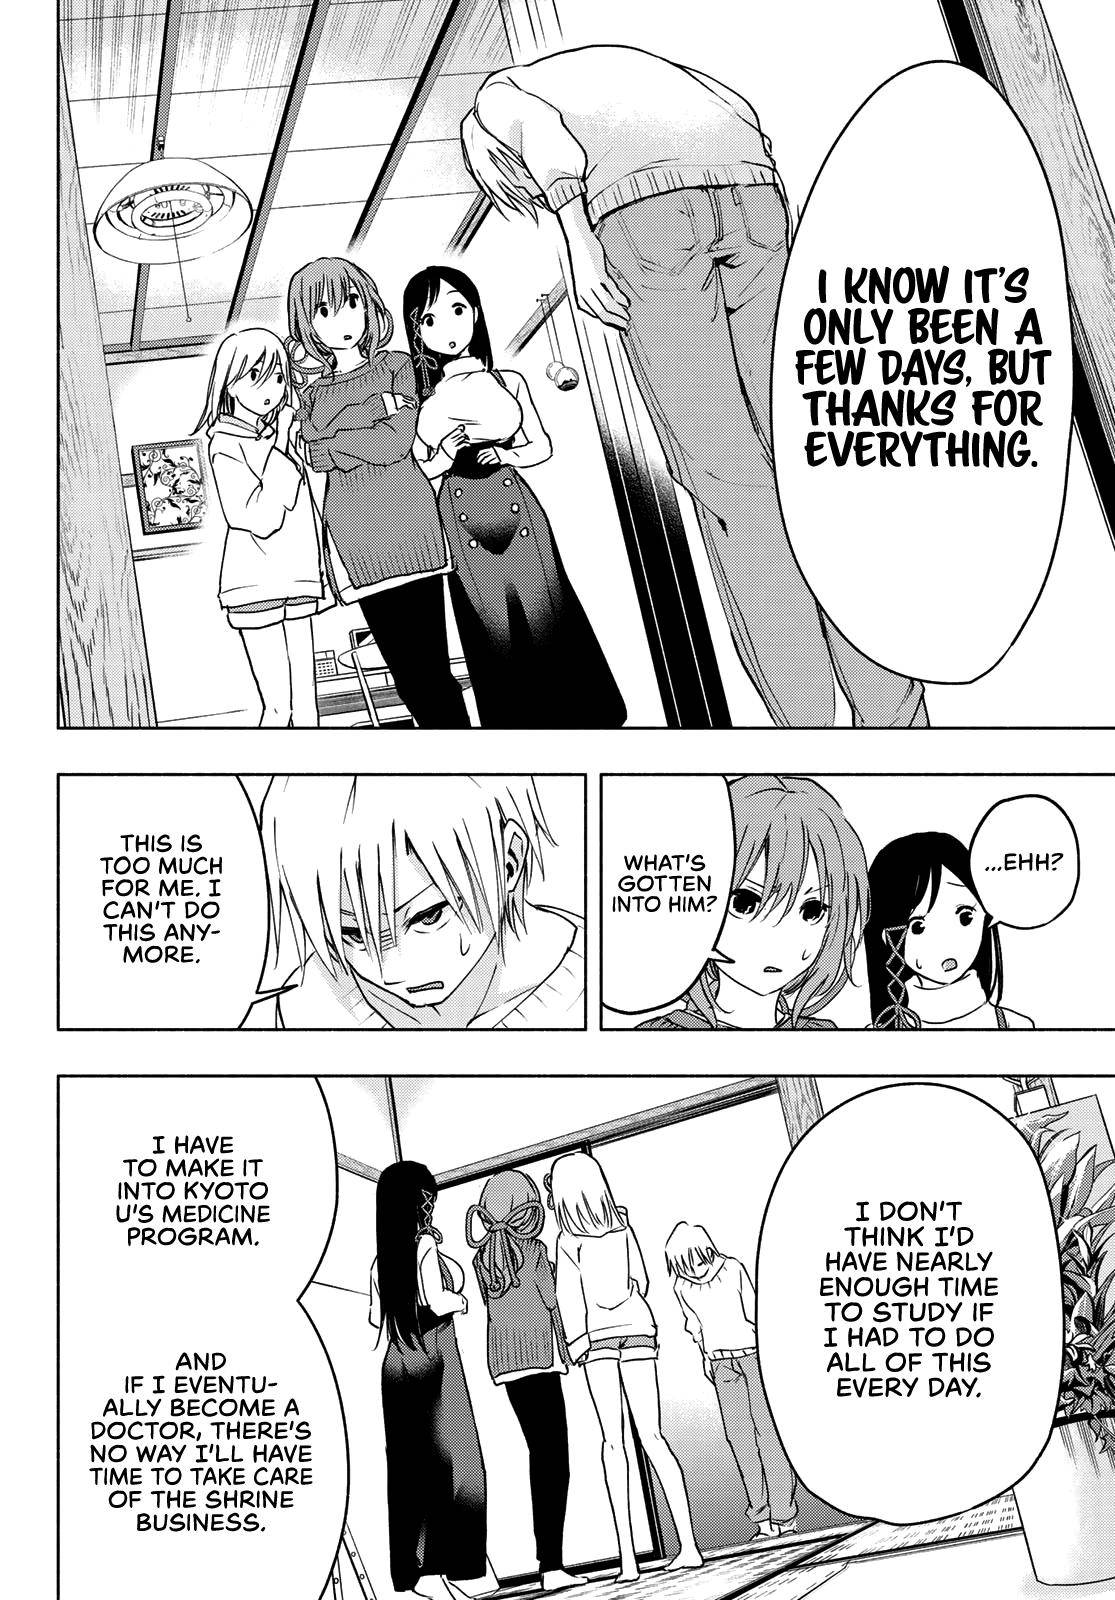 I KNOW IT'S
ONLY BEEN A
FEW DAYS, BUT
THANKS FOR
EVERYTHING.
...EHH?
WHAT'S
GOTTEN
INTO HIM?
THIS IS
TOO MUCH
FOR ME. I
CAN'T DO
THIS ANY-
MORE.
I DON'T
THINK I'D
HAVE NEARLY
ENOUGH TIME
TO STUDY IF
I HAD TO DO
ALL OF THIS
EVERY DAY.
I HAVE
TO MAKE IT
INTO KYOTO
U'S MEDICINE
PROGRAM.
AND
IF I EVENTU-
ALLY BECOME A
DOCTOR, THERE'S
NO WAY I'LL HAVE
TIME TO TAKE CARE
OF THE SHRINE
BUSINESS.